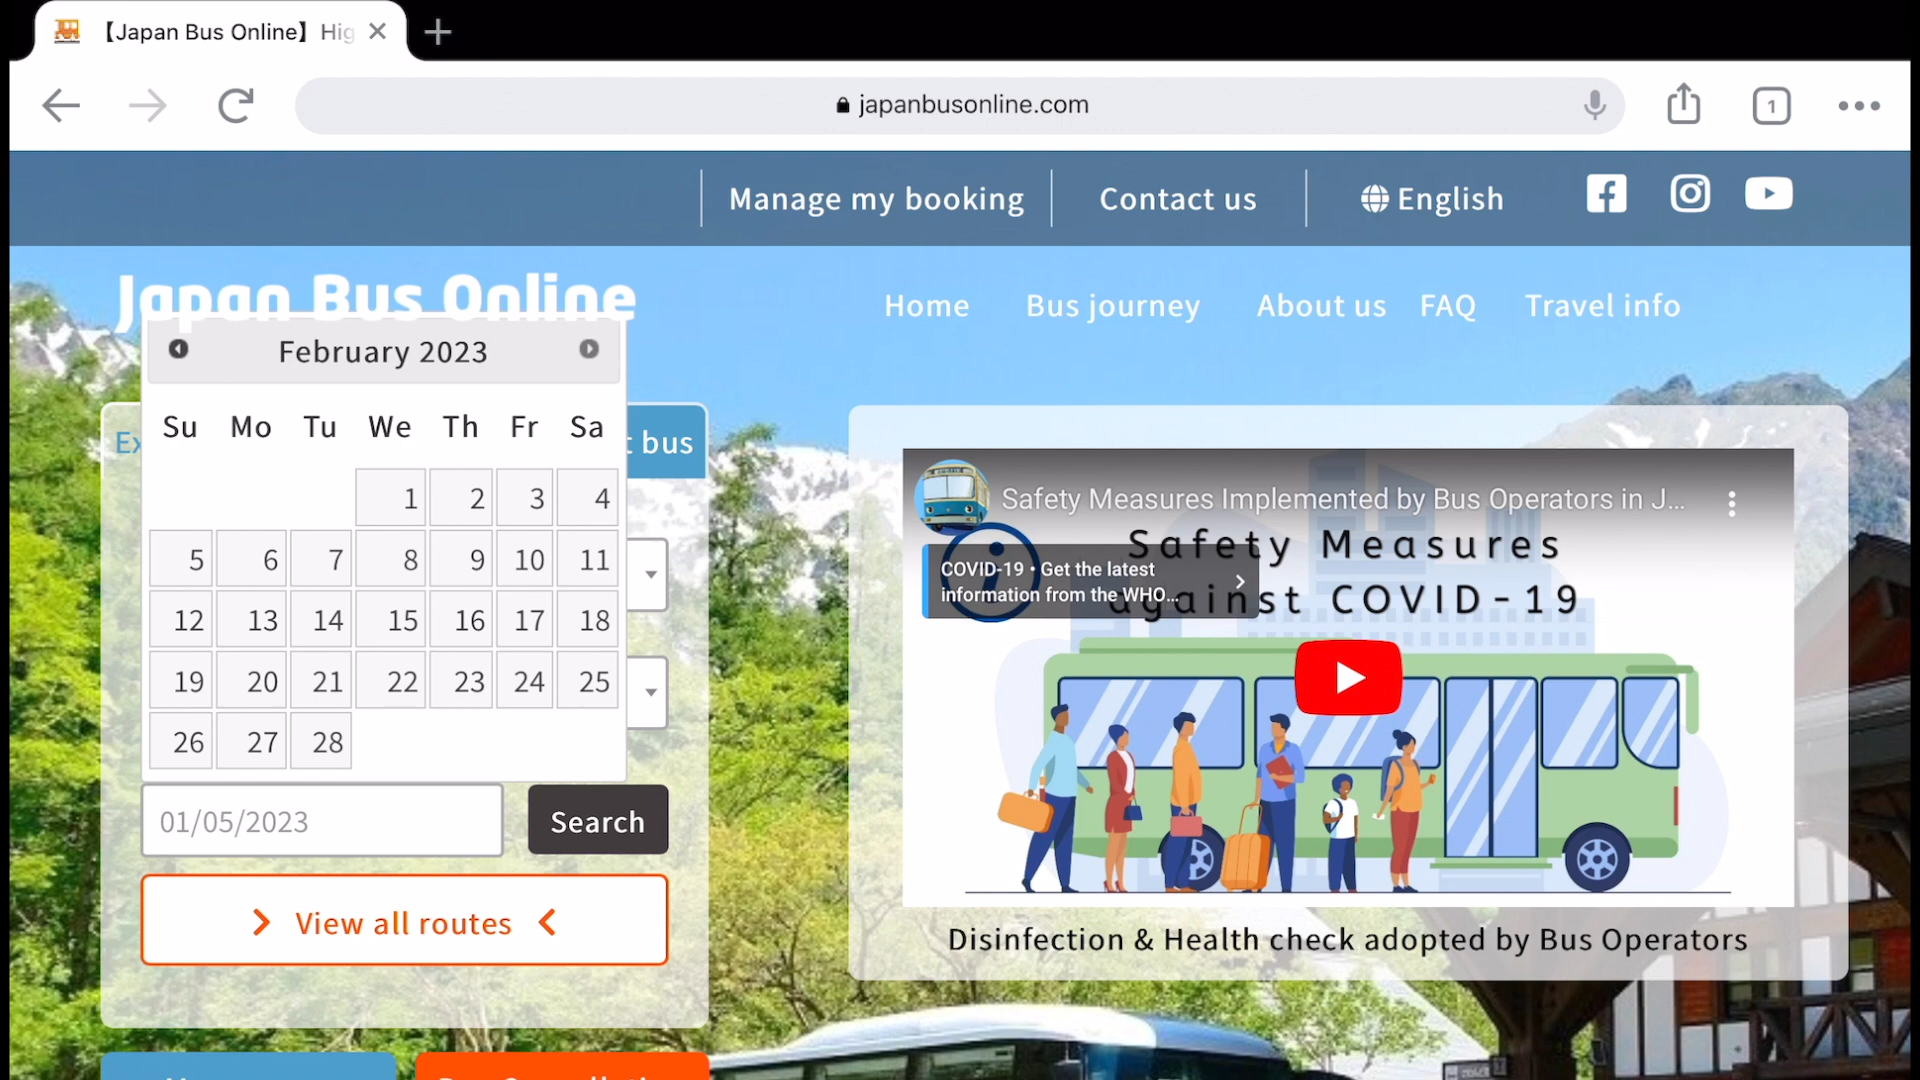 【Japan Bus Online】Hig
japanbusonline.com
1
Manage my booking
Contact us
English
Japan Bus Online
Home
Bus journey
About us
FAQ
Travel info
February 2023
Su Mo Tu We Th Fr Sa
1 2 3 4
5 6 7 8 9 10 11
12 13 14 15 16 17 18
19 20 21 22 23 24 25
26 27 28
Ex
t bus
01/05/2023
Search
View all routes
Safety Measures Implemented by Bus Operators in J...
Safety Measures
against COVID-19
COVID-19 • Get the latest
information from the WHO...
Disinfection & Health check adopted by Bus Operators